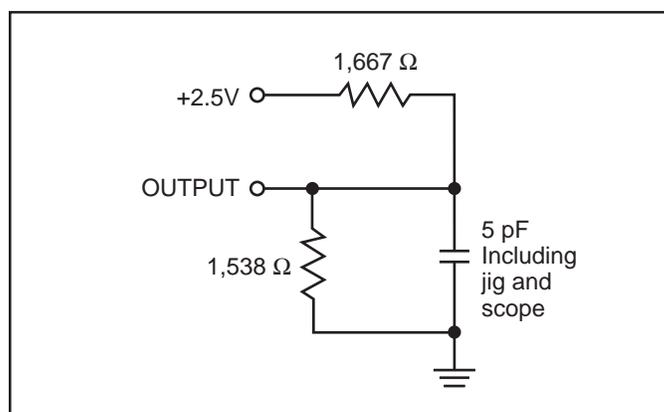 1,667 Ω
+2.5V
OUTPUT
1,538 Ω
5 pF
Including
jig and
scope